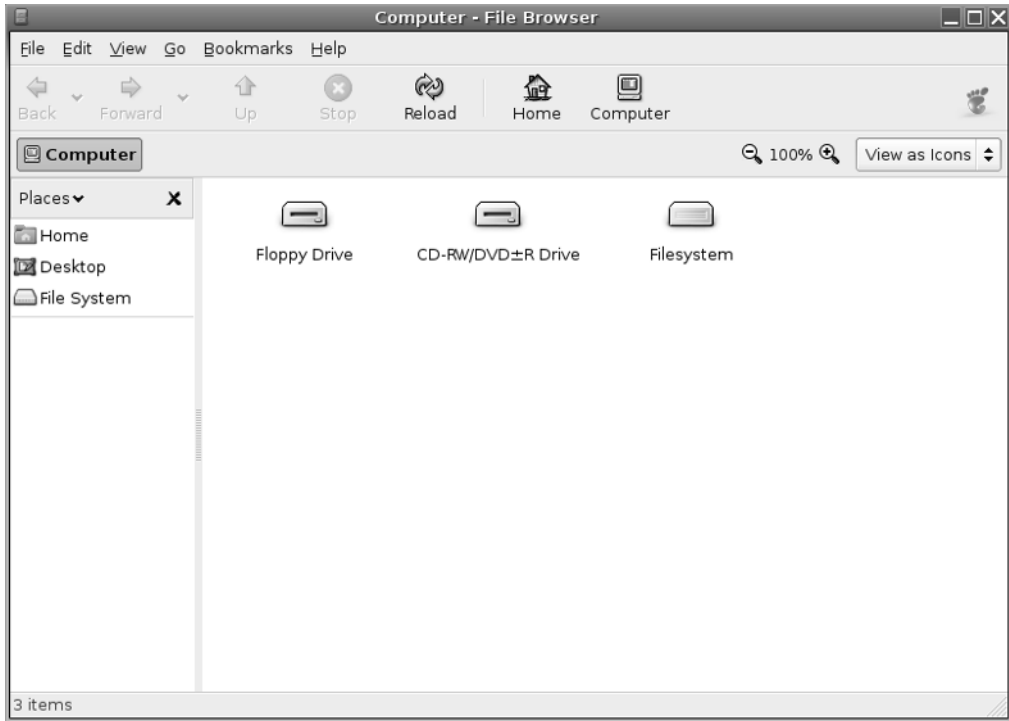 Computer - File Browser
File Edit View Go Bookmarks Help
Back Forward Up Stop Reload Home Computer
Computer 100% View as Icons
Places
Home
Desktop
File System
Floppy Drive CD-RW/DVD±R Drive Filesystem
3 items